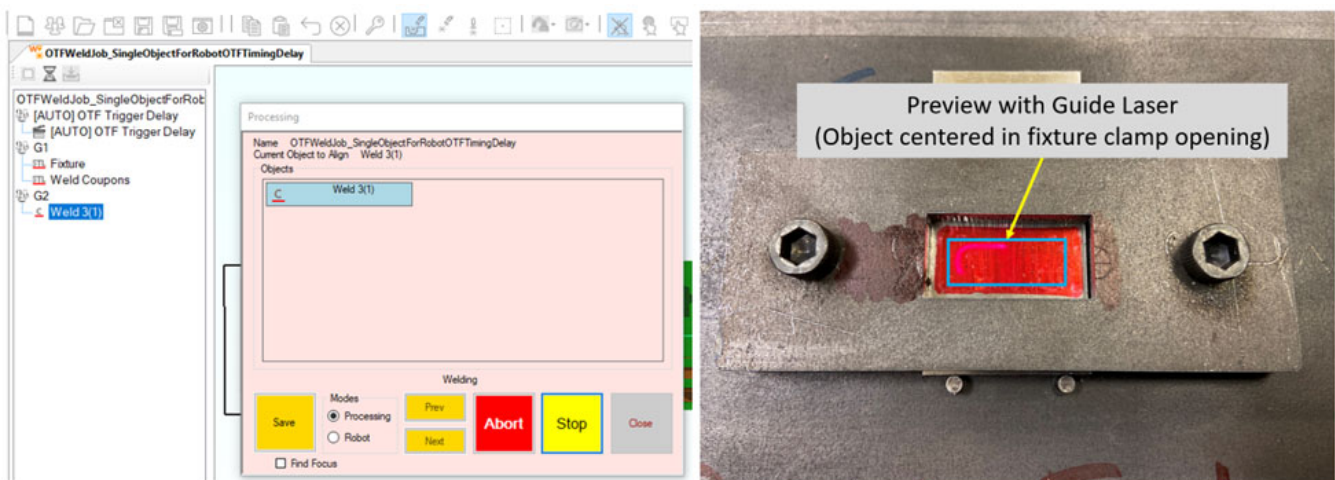 OTFWeldJob_SingleObjectForRobotOTFTimingDelay
OTFWeldJob_SingleObjectForRob
[AUTO] OTF Trigger Delay
[AUTO] OTF Trigger Delay
G1
Fixture
Weld Coupons
G2
Weld 3(1)
Processing
Name OTFWeldJob_SingleObjectForRobotOTFTimingDelay
Current Object to Align Weld 3(1)
Objects
C Weld 3(1)
Welding
Save
Modes
Processing
Robot
Prev
Next
Abort
Stop
Close
Find Focus
Preview with Guide Laser
(Object centered in fixture clamp opening)